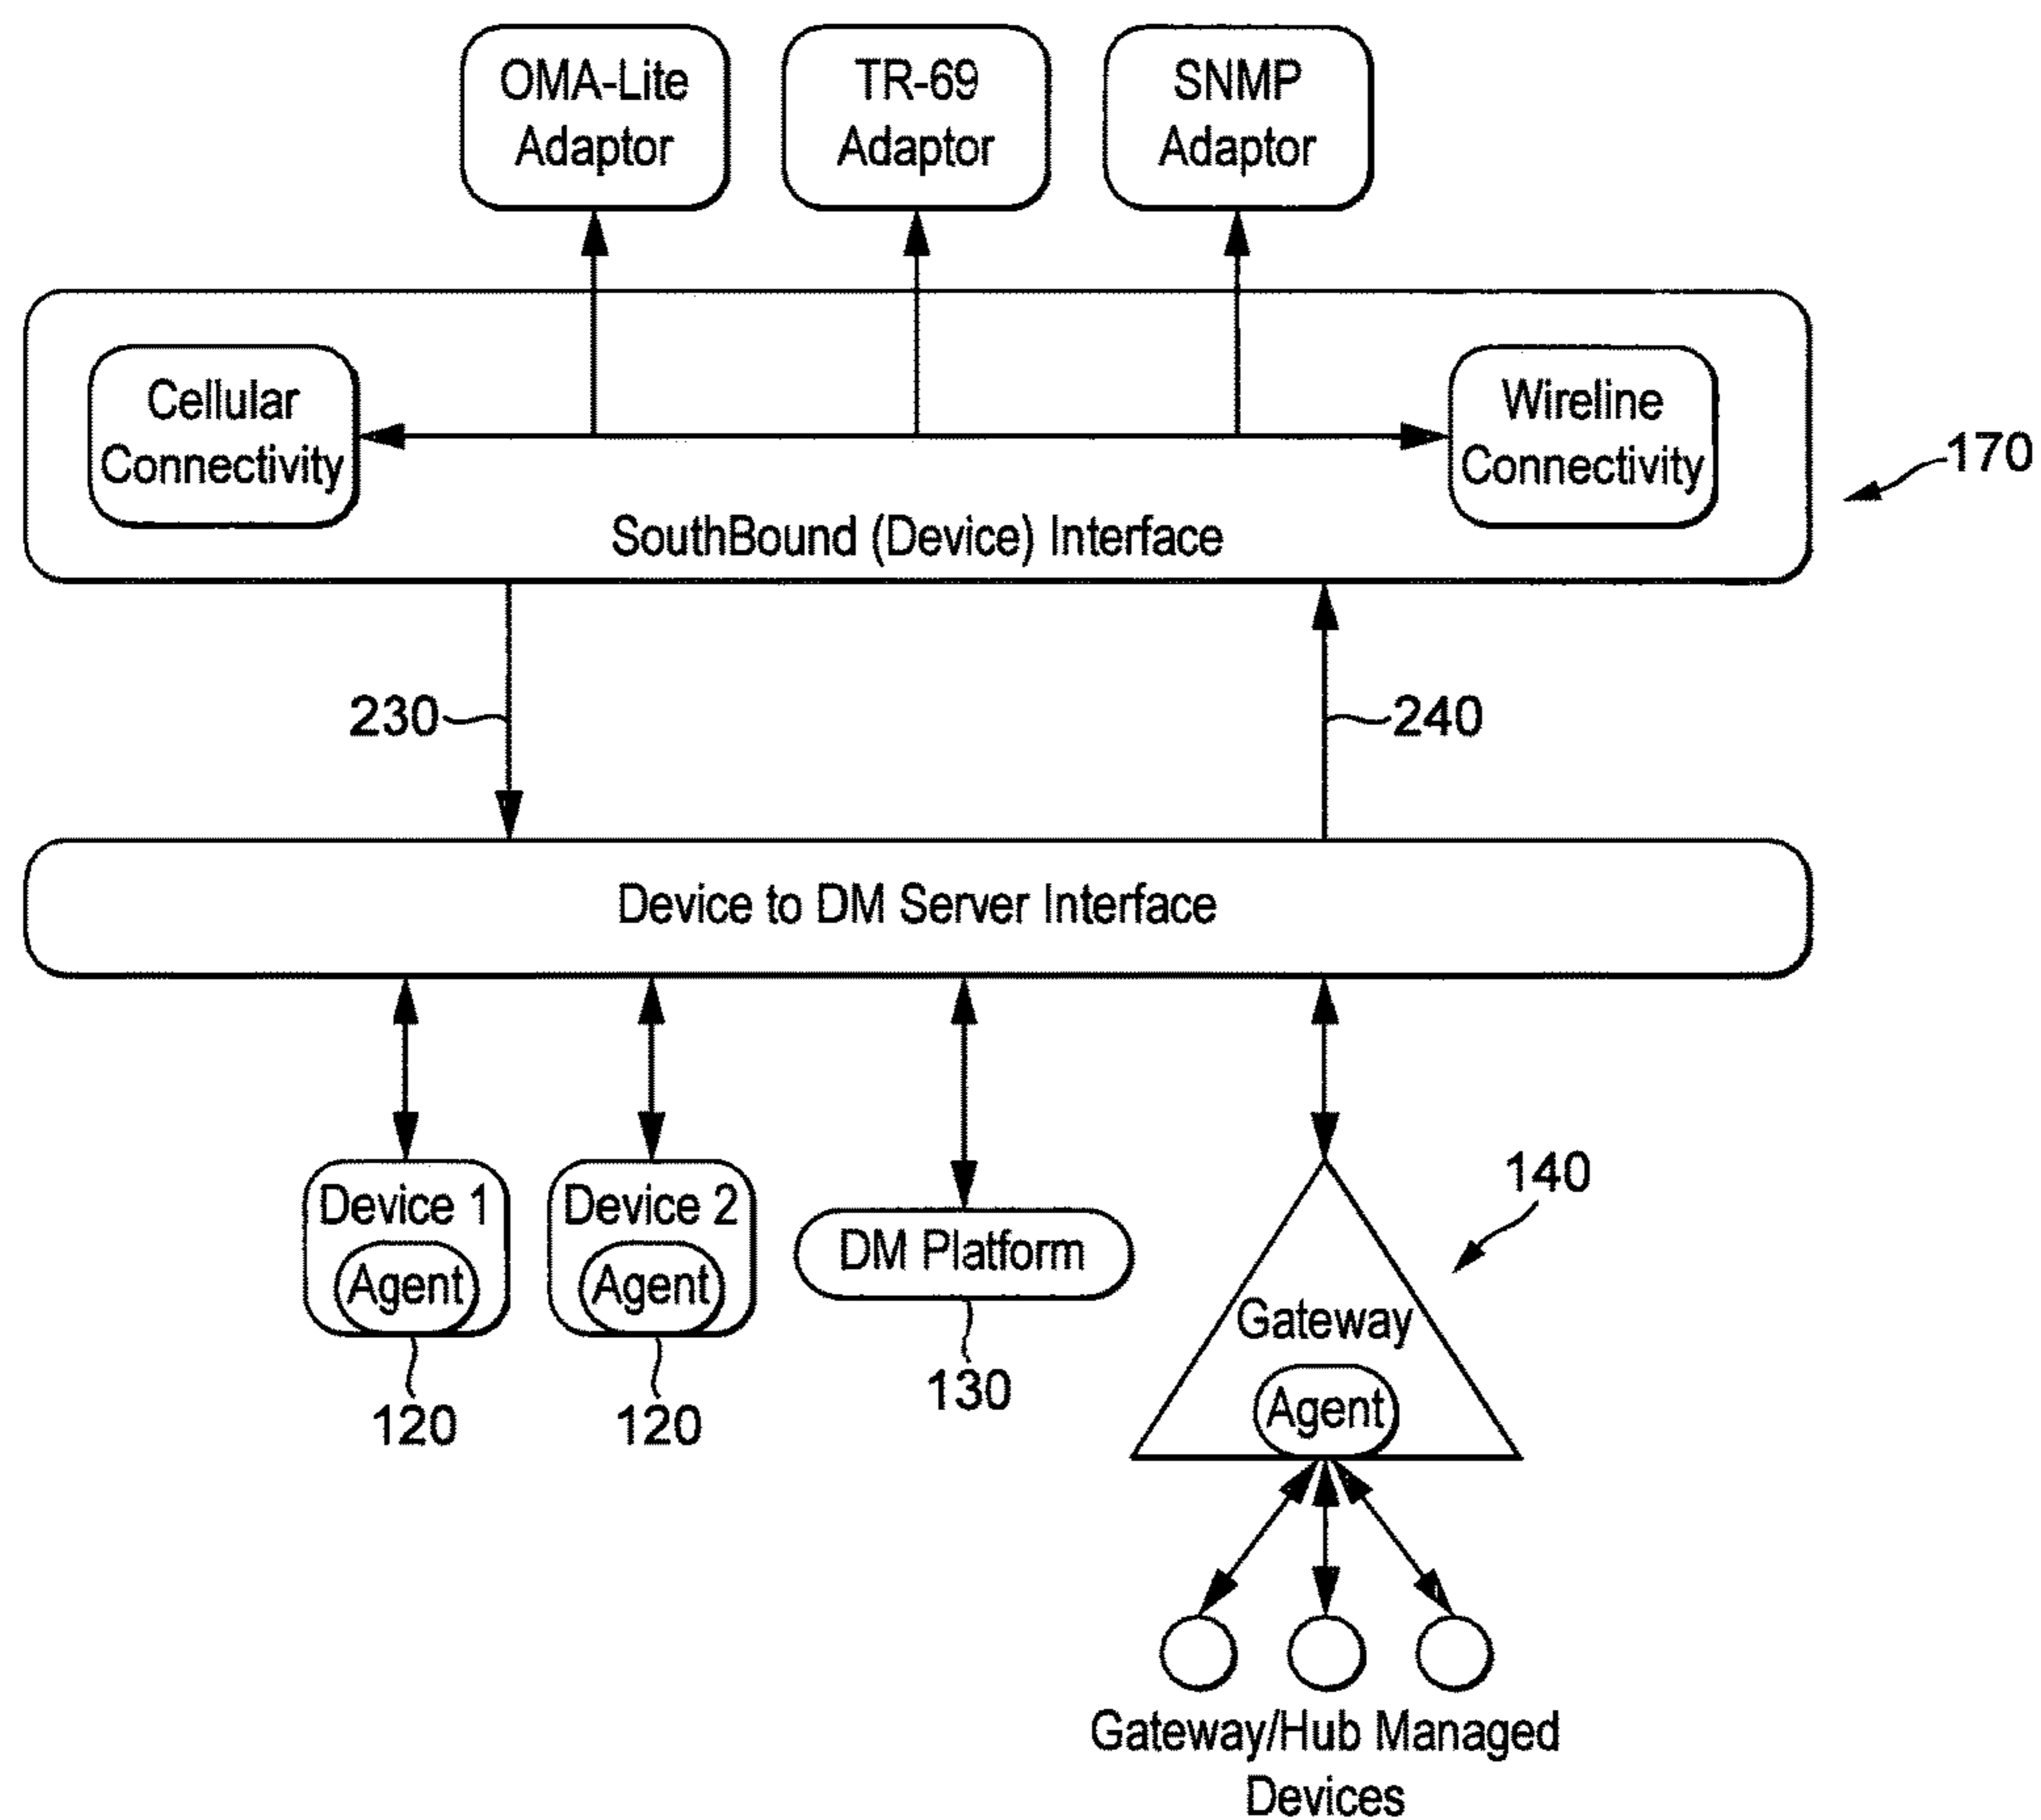 OMA-Lite
Adaptor
TR-69
Adaptor
SNMP
Adaptor
Cellular
Connectivity
Wireline
Connectivity
170
SouthBound (Device) Interface
230
240
Device to DM Server Interface
Device 1
Agent
120
Device 2
Agent
120
DM Platform
130
140
Gateway
Agent
Gateway/Hub Managed
Devices